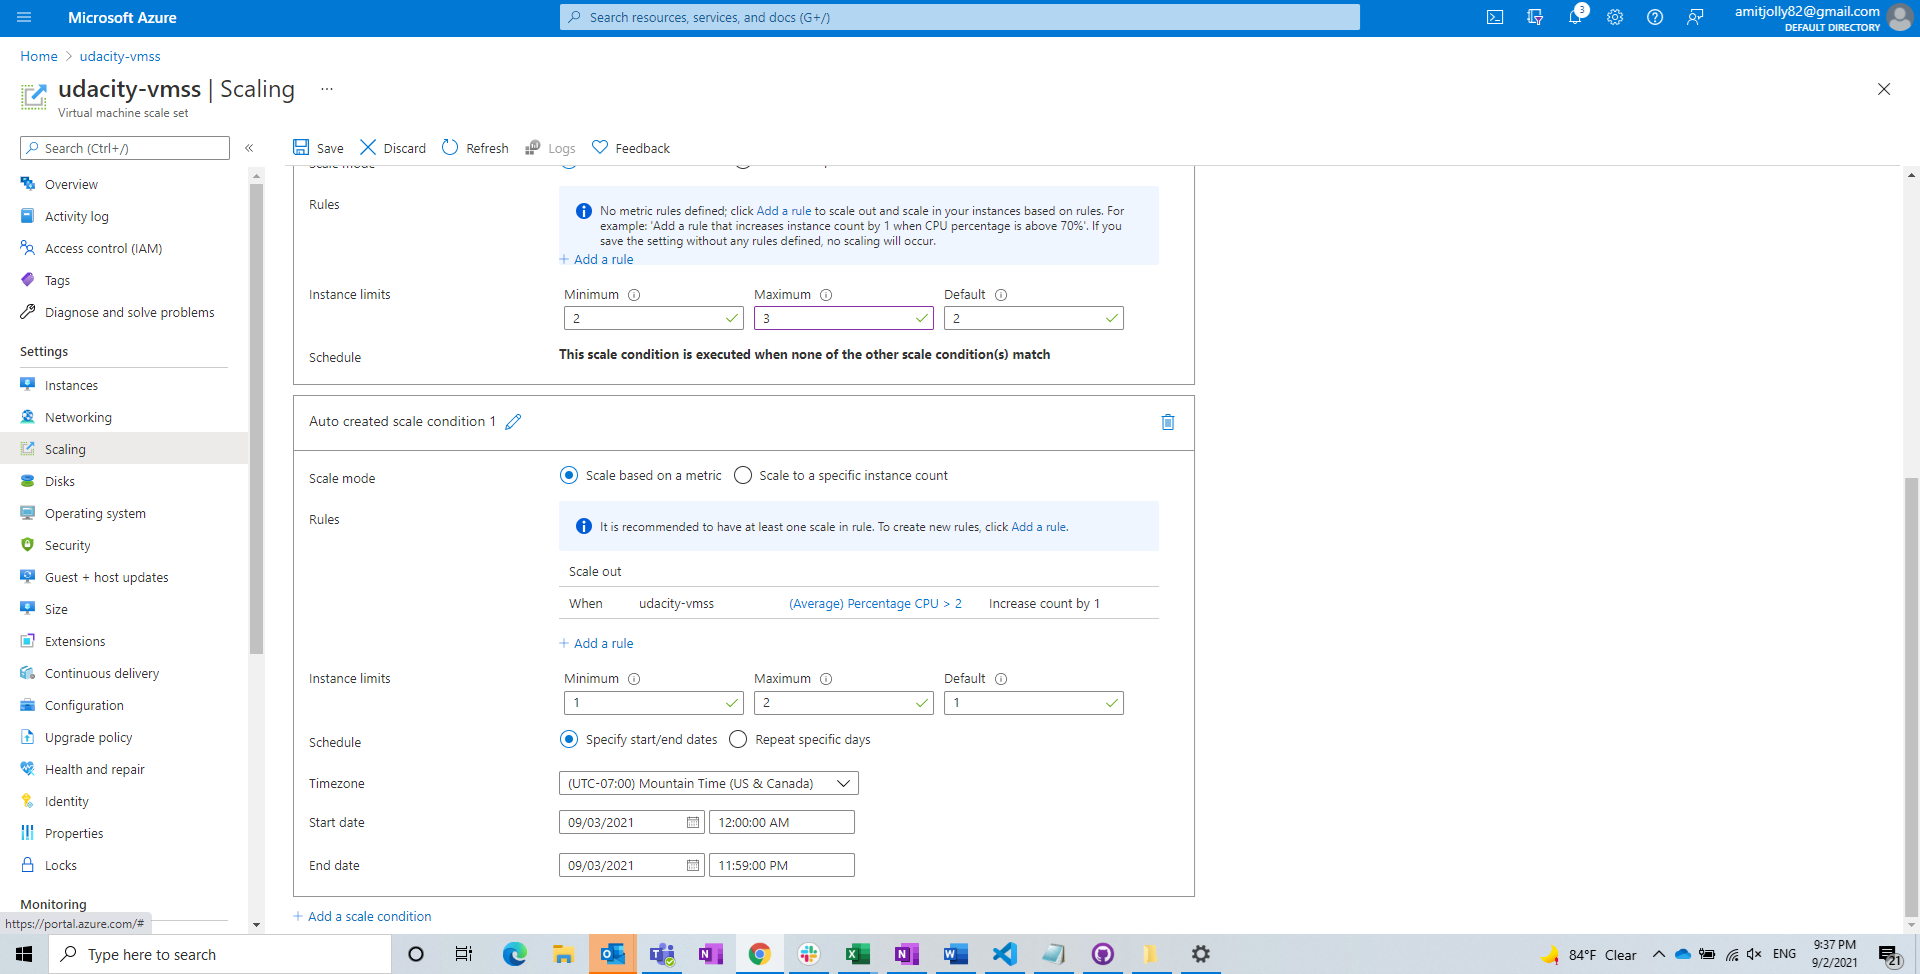 Microsoft Azure
Search resources, services, and docs (G+/)
3
amitjolly82@gmail.com
DEFAULT DIRECTORY
Home > udacity-vmss
udacity-vmss | Scaling ...
Virtual machine scale set
Search (Ctrl+/)
«
Save
Discard
Refresh
Logs
Feedback
Overview
Activity log
Access control (IAM)
Tags
Diagnose and solve problems
Settings
Instances
Networking
Scaling
Disks
Operating system
Security
Guest + host updates
Size
Extensions
Continuous delivery
Configuration
Upgrade policy
Health and repair
Identity
Properties
Locks
Monitoring
https://portal.azure.com/#
Scale mode
Rules
No metric rules defined; click Add a rule to scale out and scale in your instances based on rules. For
example: 'Add a rule that increases instance count by 1 when CPU percentage is above 70%'. If you
save the setting without any rules defined, no scaling will occur.
+ Add a rule
Instance limits
Minimum
Maximum
Default
2
3
2
Schedule
This scale condition is executed when none of the other scale condition(s) match
Auto created scale condition 1
Scale mode
Scale based on a metric
Scale to a specific instance count
Rules
It is recommended to have at least one scale in rule. To create new rules, click Add a rule.
Scale out
When udacity-vmss (Average) Percentage CPU > 2 Increase count by 1
+ Add a rule
Instance limits
Minimum
Maximum
Default
1
2
1
Schedule
Specify start/end dates
Repeat specific days
Timezone
(UTC-07:00) Mountain Time (US & Canada)
Start date
09/03/2021
12:00:00 AM
End date
09/03/2021
11:59:00 PM
+ Add a scale condition
Type here to search
84°F Clear
ENG
9:37 PM
9/2/2021
21